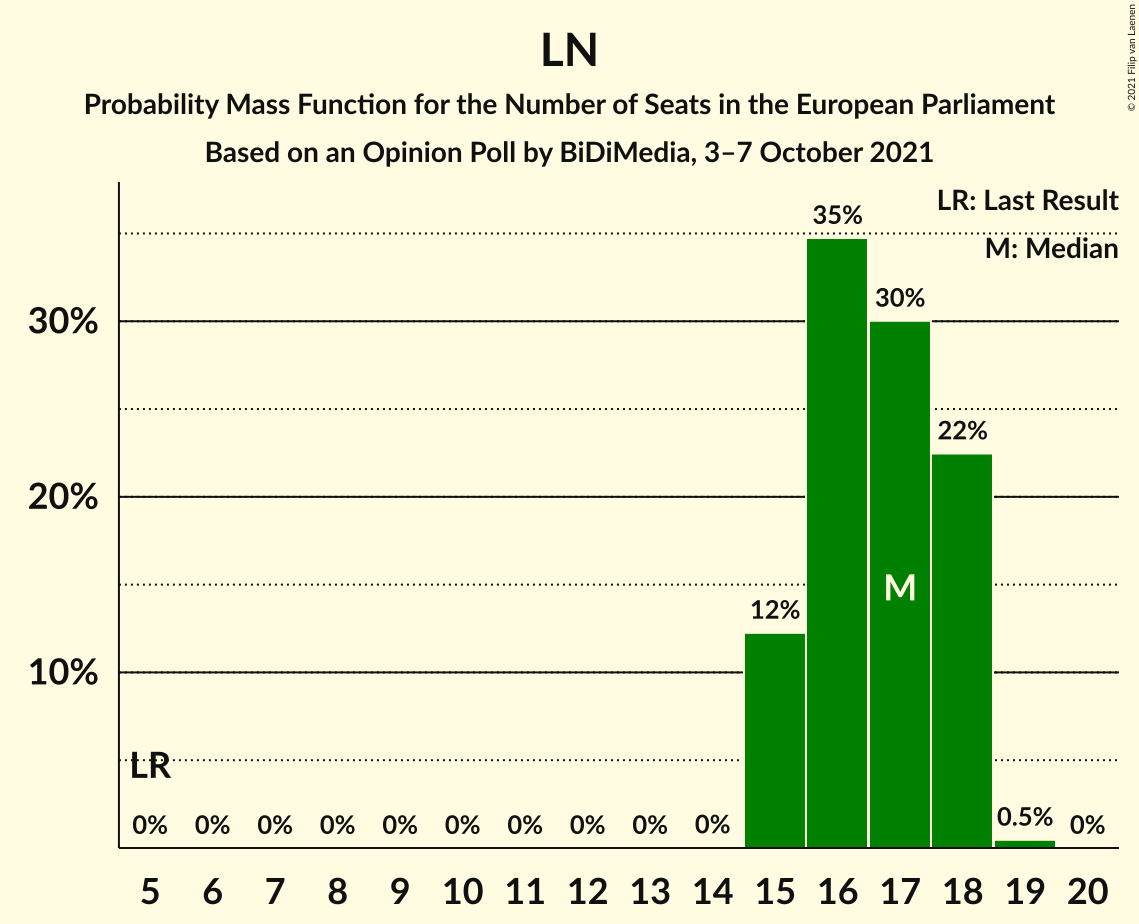 LN
Probability Mass Function for the Number of Seats in the European Parliament
Based on an Opinion Poll by BiDiMedia, 3–7 October 2021
© 2021 Filip van Laenen
LR: Last Result
M: Median
35%
30%
30%
22%
20%
M
12%
10%
LR
0% 0% 0% 0% 0% 0% 0% 0% 0% 0% 0.5% 0%
5 6 7 8 9 10 11 12 13 14 15 16 17 18 19 20